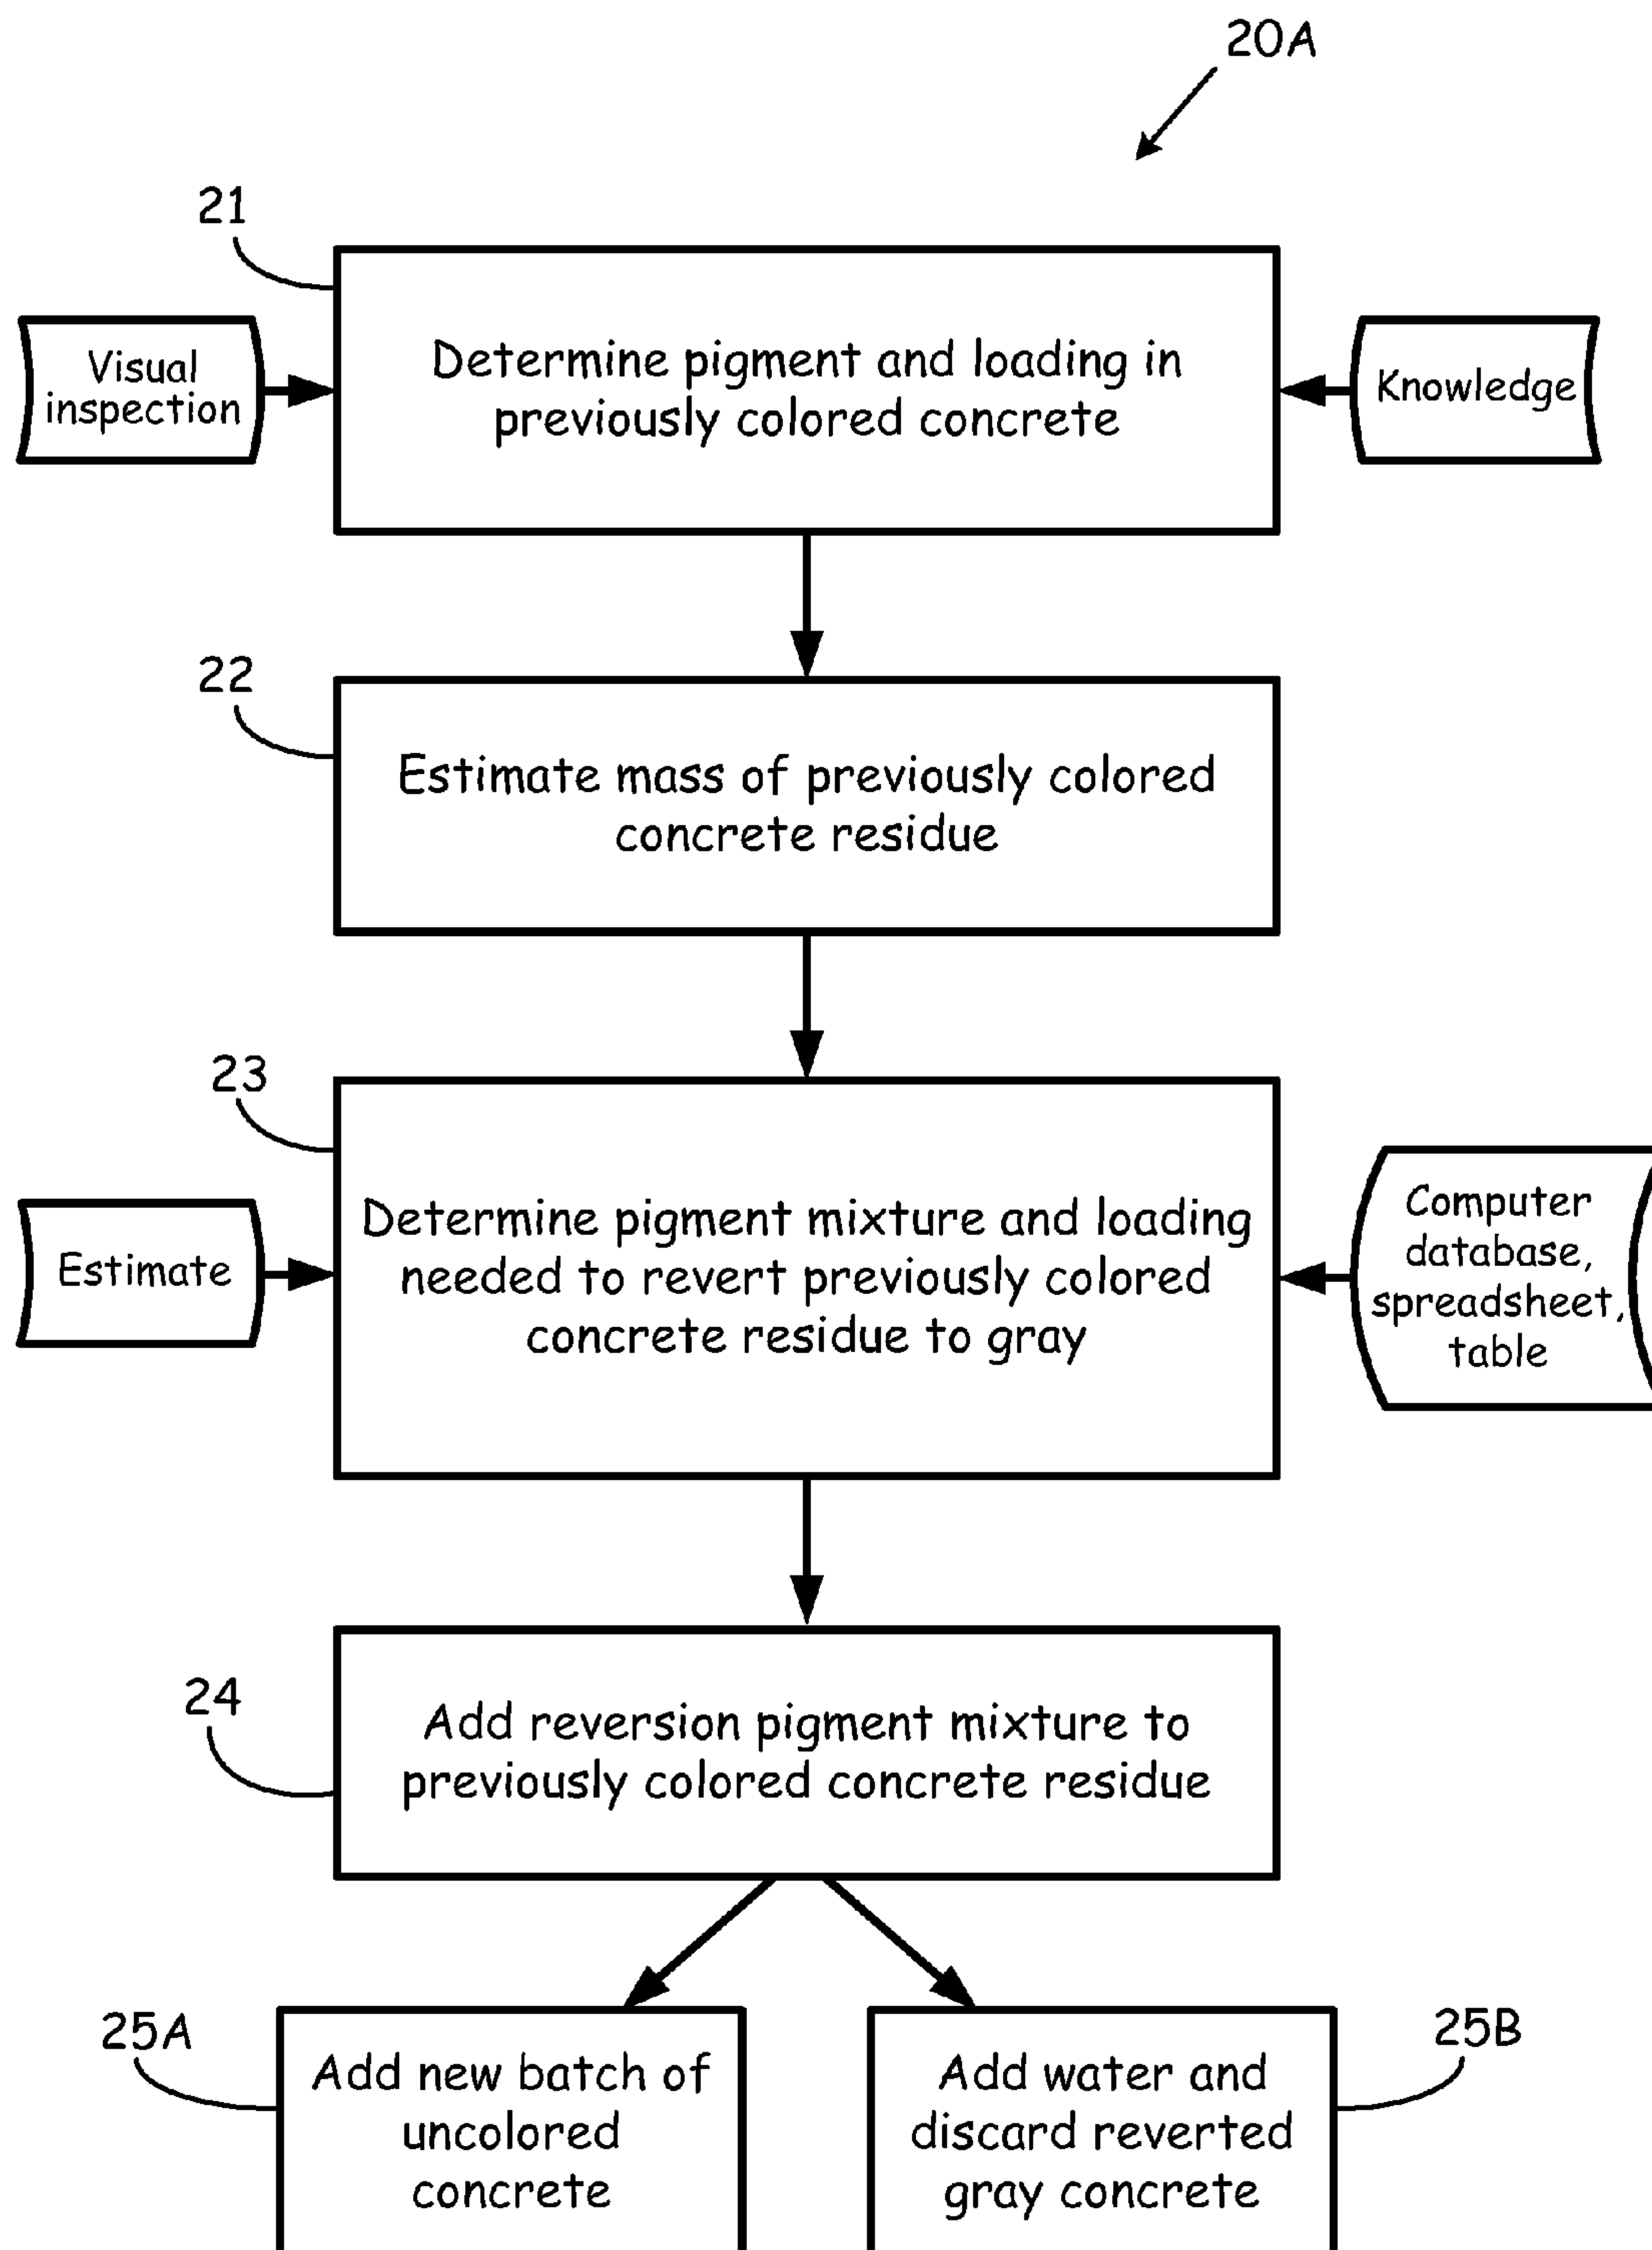 20A
21
Visual
inspection
Determine pigment and loading in
previously colored concrete
Knowledge
22
Estimate mass of previously colored
concrete residue
23
Estimate
Determine pigment mixture and loading
needed to revert previously colored
concrete residue to gray
Computer
database,
spreadsheet,
table
24
Add reversion pigment mixture to
previously colored concrete residue
25A
Add new batch of
uncolored
concrete
25B
Add water and
discard reverted
gray concrete